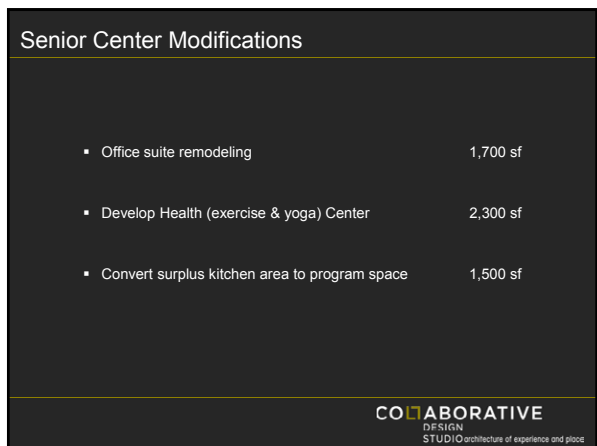 Senior Center Modifications
▪ Office suite remodeling 1,700 sf
▪ Develop Health (exercise & yoga) Center 2,300 sf
▪ Convert surplus kitchen area to program space 1,500 sf
COLLABORATIVE
DESIGN
STUDIO architecture of experience and place